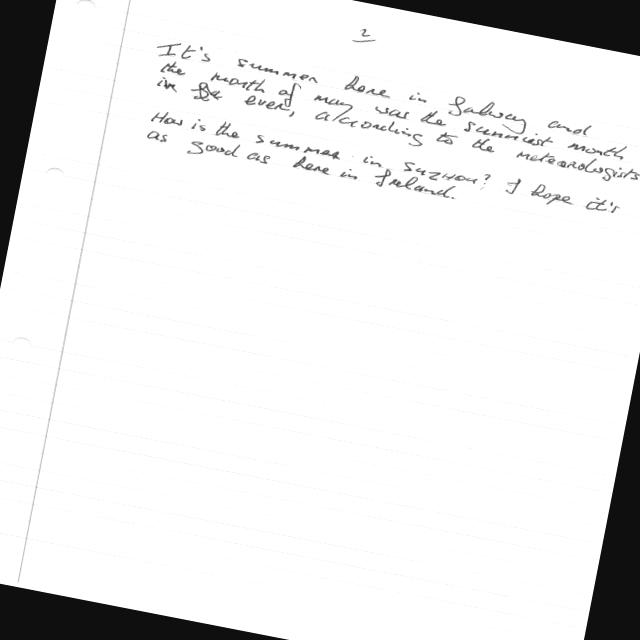 2
It's summer here in Galway and
the month of may was the sunniest month
in ever, according to the meteorologists
How is the summer in Suzhou? I hope it's
as good as here in Ireland.